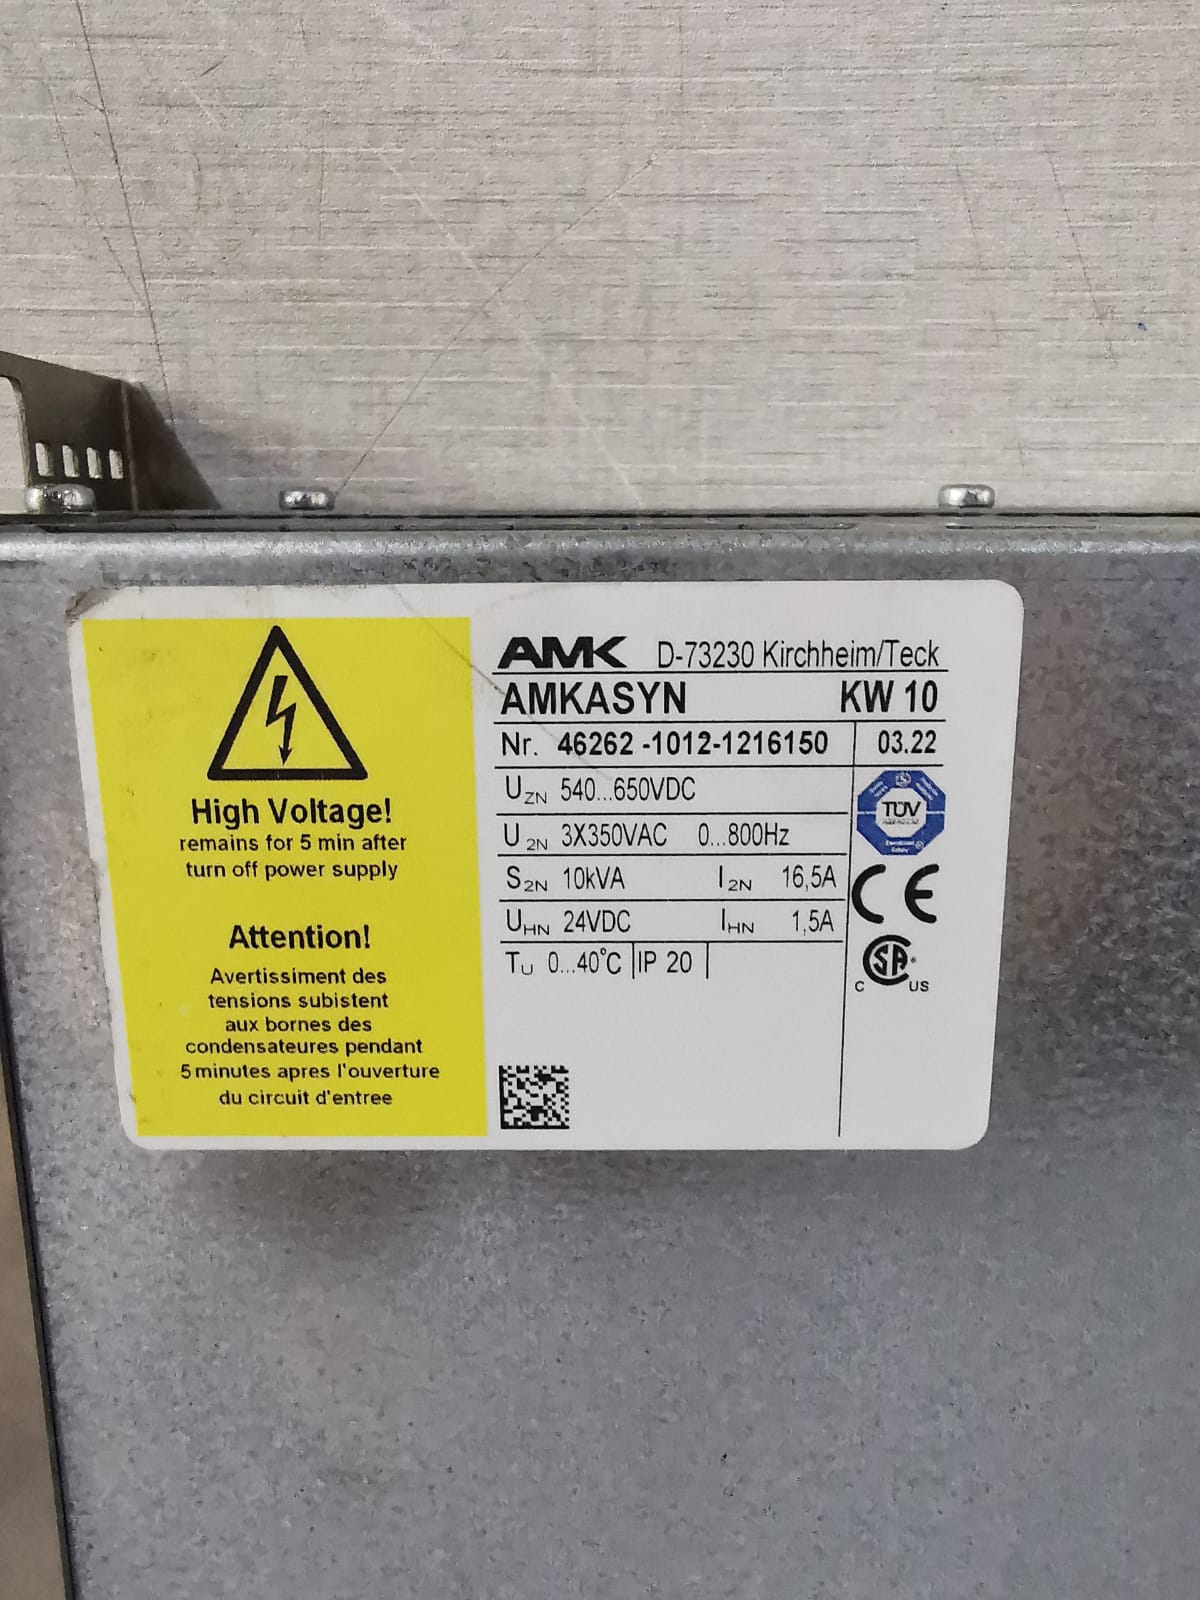 High Voltage!
remains for 5 min after
turn off power supply
Attention!
Avertissiment des
tensions subistent
aux bornes des
condensateures pendant
5 minutes apres l'ouverture
du circuit d'entree
AMK D-73230 Kirchheim/Teck
AMKASYN KW 10
Nr. 46262 -1012-1216150 03.22
UZN 540...650VDC
U 2N 3X350VAC 0...800Hz
S2N 10kVA I2N 16,5A
UHN 24VDC IHN 1,5A
TU 0...40°C IP 20
TÜV
CE
SA
C US